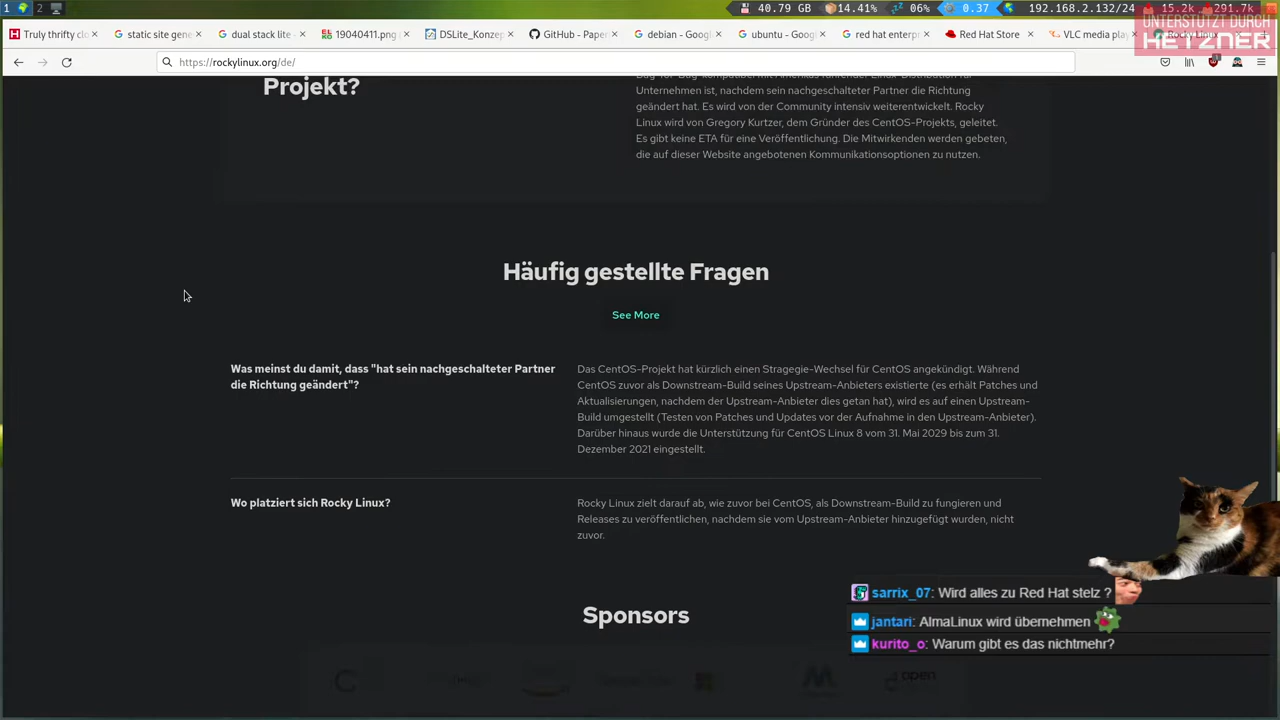 1 2 40.79 GB 14.41% 06% 0.37 192.168.2.132/24 15.2k 291.7k
UNTERSTÜTZT DURCH
HETZNER
Truly thrifty clo static site gene dual stack lite - 19040411.png DSLite_Konzep GitHub - Pape debian - Googl ubuntu - Googl red hat enterpr Red Hat Store VLC media play Rocky Linux
https://rockylinux.org/de/
Projekt?
Unternehmen ist, nachdem sein nachgeschalteter Partner die Richtung
geändert hat. Es wird von der Community intensiv weiterentwickelt. Rocky
Linux wird von Gregory Kurtzer, dem Gründer des CentOS-Projekts, geleitet.
Es gibt keine ETA für eine Veröffentlichung. Die Mitwirkenden werden gebeten,
die auf dieser Website angebotenen Kommunikationsoptionen zu nutzen.
Häufig gestellte Fragen
See More
Was meinst du damit, dass "hat sein nachgeschalteter Partner
die Richtung geändert"?
Das CentOS-Projekt hat kürzlich einen Stragegie-Wechsel für CentOS angekündigt. Während
CentOS zuvor als Downstream-Build seines Upstream-Anbieters existierte (es erhält Patches und
Aktualisierungen, nachdem der Upstream-Anbieter dies getan hat), wird es auf einen Upstream-
Build umgestellt (Testen von Patches und Updates vor der Aufnahme in den Upstream-Anbieter).
Darüber hinaus wurde die Unterstützung für CentOS Linux 8 vom 31. Mai 2029 bis zum 31.
Dezember 2021 eingestellt.
Wo platziert sich Rocky Linux?
Rocky Linux zielt darauf ab, wie zuvor bei CentOS, als Downstream-Build zu fungieren und
Releases zu veröffentlichen, nachdem sie vom Upstream-Anbieter hinzugefügt wurden, nicht
zuvor.
Sponsors
open
sarrix_07: Wird alles zu Red Hat stelz ?
jantari: AlmaLinux wird übernehmen
kurito_o: Warum gibt es das nichtmehr?